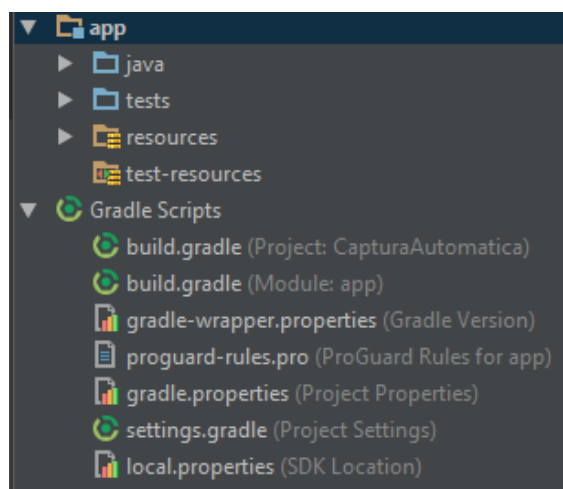 app
java
tests
resources
test-resources
Gradle Scripts
build.gradle (Project: CapturaAutomatica)
build.gradle (Module: app)
gradle-wrapper.properties (Gradle Version)
proguard-rules.pro (ProGuard Rules for app)
gradle.properties (Project Properties)
settings.gradle (Project Settings)
local.properties (SDK Location)